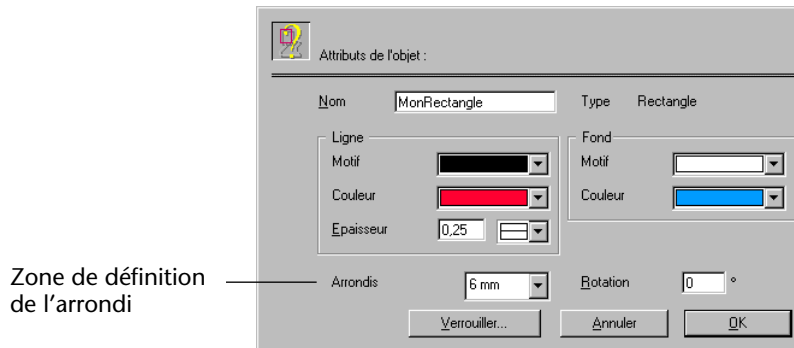 Attributs de l'objet :
Nom MonRectangle Type Rectangle
Ligne Fond
Motif Motif
Couleur Couleur
Epaisseur 0,25
Zone de définition
de l'arrondi
Arrondis 6 mm Rotation 0 °
Verrouiller... Annuler OK